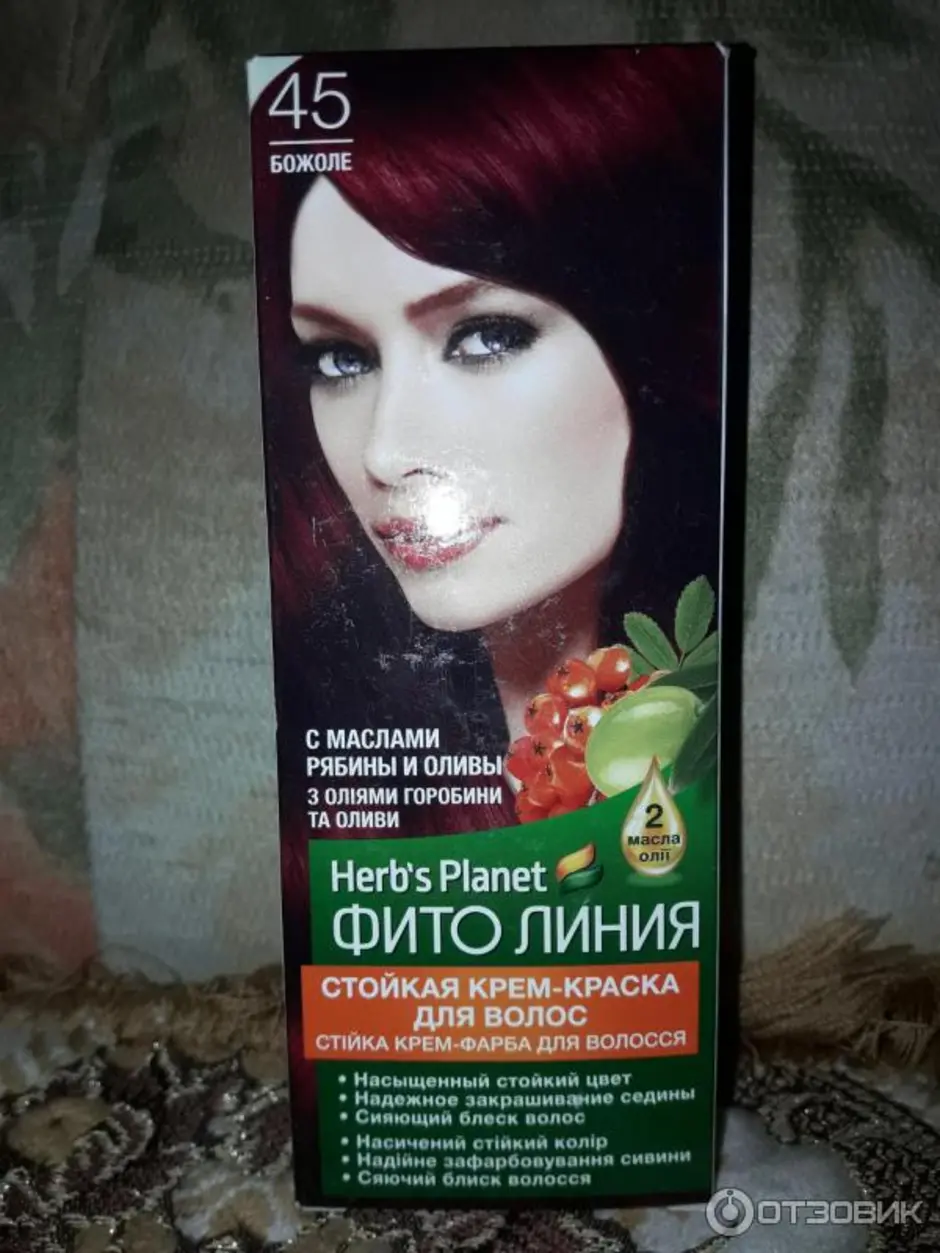 45
БОЖОЛЕ
С МАСЛАМИ
РЯБИНЫ И ОЛИВЫ
З ОЛІЯМИ ГОРОБИНИ
ТА ОЛИВИ
2
масла
олії
Herb's Planet
ФИТО ЛИНИЯ
СТОЙКАЯ КРЕМ-КРАСКА
ДЛЯ ВОЛОС
СТІЙКА КРЕМ-ФАРБА ДЛЯ ВОЛОССЯ
• Насыщенный стойкий цвет
• Надежное закрашивание седины
• Сияющий блеск волос
• Насичений стійкий колір
• Надійне зафарбовування сивини
• Сяючий блиск волосся
ОТЗОВИК